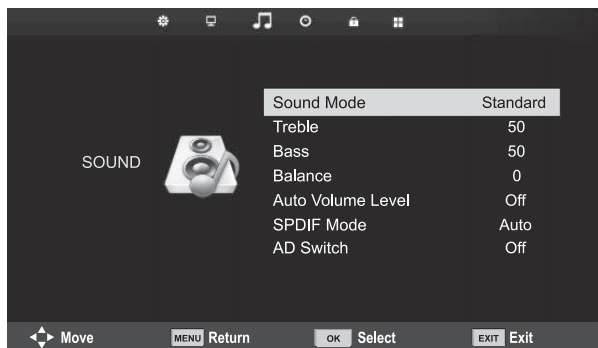 Sound Mode Standard
Treble 50
Bass 50
SOUND
Balance 0
Auto Volume Level Off
SPDIF Mode Auto
AD Switch Off
Move MENU Return OK Select EXIT Exit